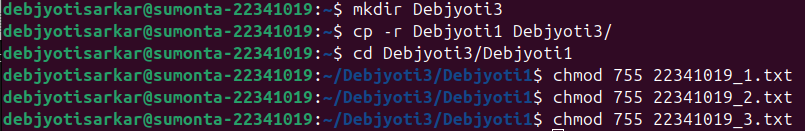 debjyotisarkar@sumonta-22341019:~$ mkdir Debjyoti3
debjyotisarkar@sumonta-22341019:~$ cp -r Debjyoti1 Debjyoti3/
debjyotisarkar@sumonta-22341019:~$ cd Debjyoti3/Debjyoti1
debjyotisarkar@sumonta-22341019:~/Debjyoti3/Debjyoti1$ chmod 755 22341019_1.txt
debjyotisarkar@sumonta-22341019:~/Debjyoti3/Debjyoti1$ chmod 755 22341019_2.txt
debjyotisarkar@sumonta-22341019:~/Debjyoti3/Debjyoti1$ chmod 755 22341019_3.txt